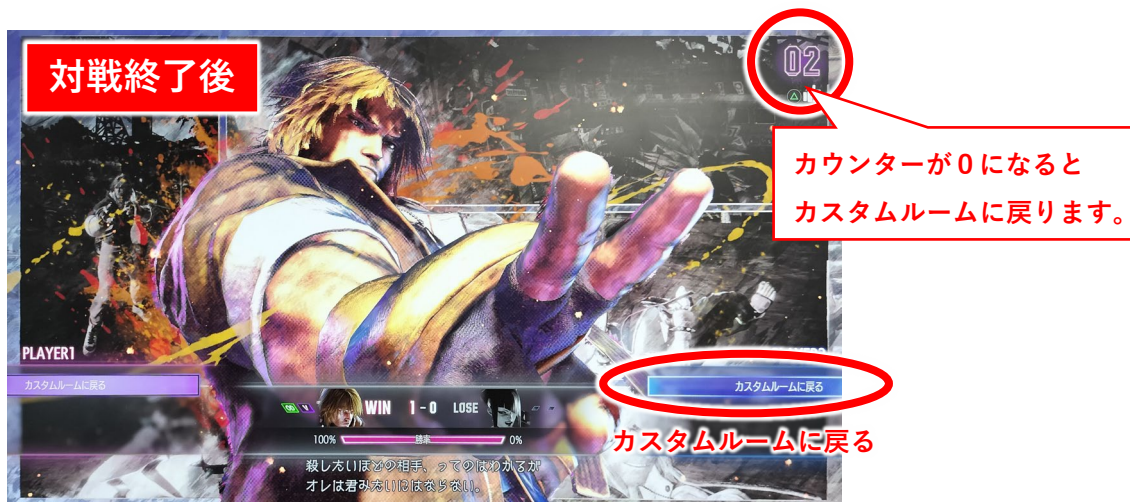 対戦終了後
02
カウンターが０になると
カスタムルームに戻ります。
PLAYER1
カスタムルームに戻る
カスタムルームに戻る
WIN 1-0 LOSE
100% 勝率 0%
カスタムルームに戻る
殺したいほどの相手、ってのはわかるが
オレは君みたいにはならない。